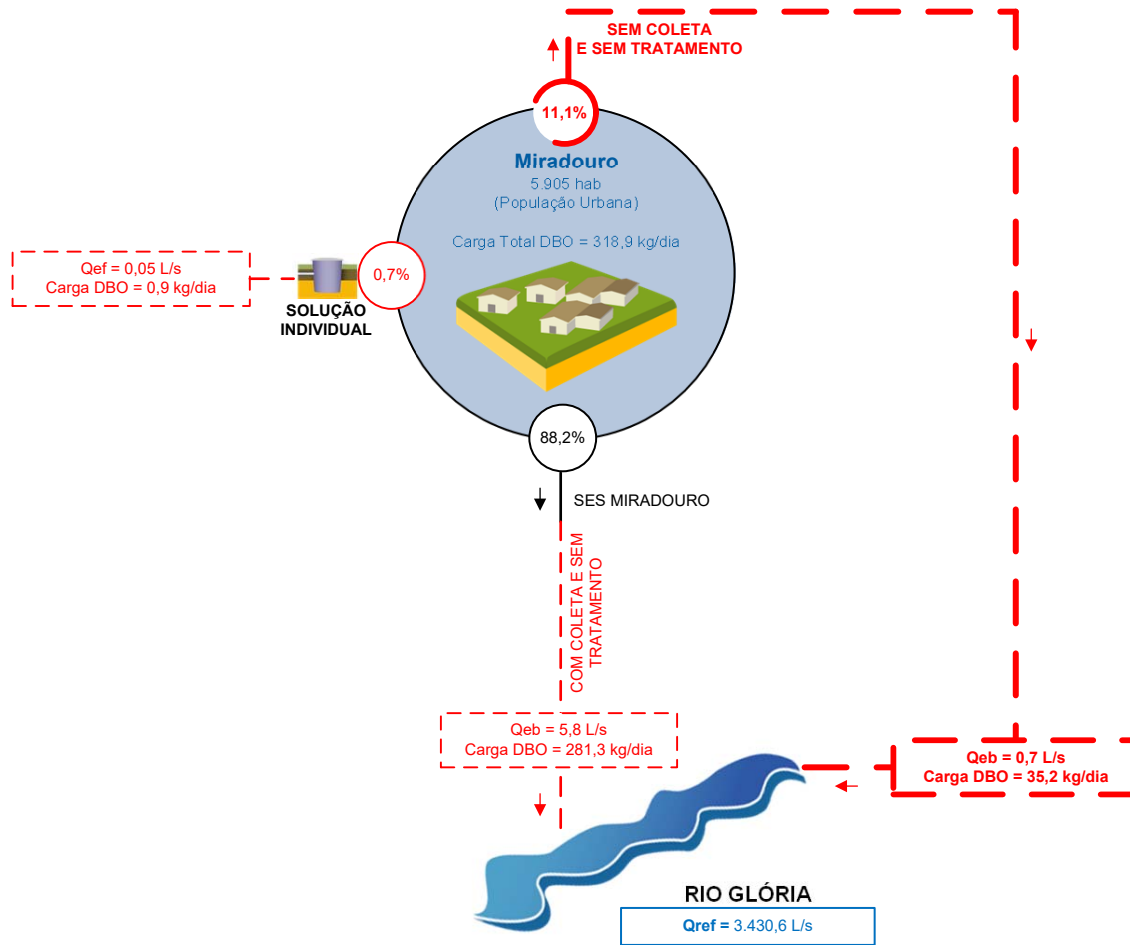 SEM COLETA
E SEM TRATAMENTO
11,1%
Miradouro
5.905 hab
(População Urbana)
Carga Total DBO = 318,9 kg/dia
Qef = 0,05 L/s
Carga DBO = 0,9 kg/dia
0,7%
SOLUÇÃO
INDIVIDUAL
88,2%
SES MIRADOURO
COM COLETA E SEM
TRATAMENTO
Qeb = 5,8 L/s
Carga DBO = 281,3 kg/dia
Qeb = 0,7 L/s
Carga DBO = 35,2 kg/dia
RIO GLÓRIA
Qref = 3.430,6 L/s